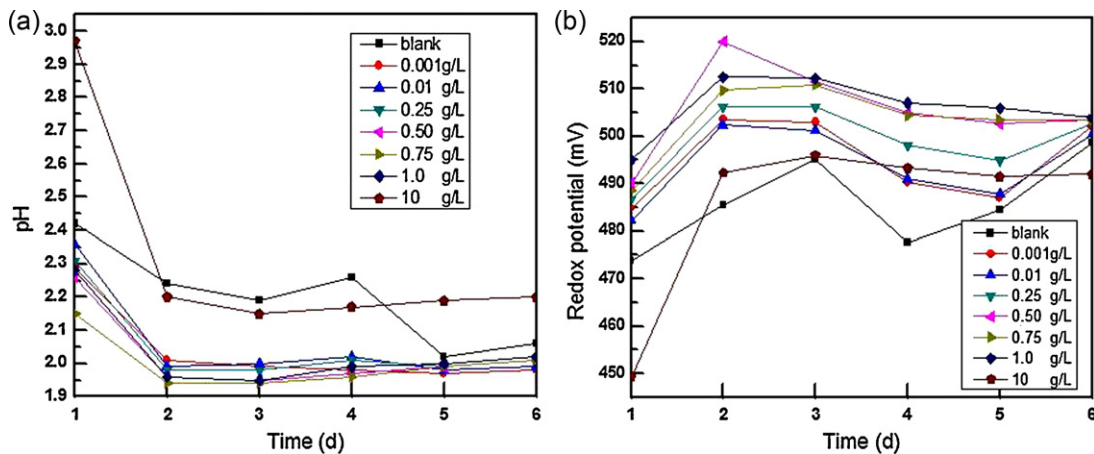 (a)
3.0
2.9
2.8
2.7
2.6
2.5
2.4
2.3
2.2
2.1
2.0
1.9
pH
blank
0.001g/L
0.01 g/L
0.25 g/L
0.50 g/L
0.75 g/L
1.0 g/L
10 g/L
1 2 3 4 5 6
Time (d)
(b)
520
510
500
490
480
470
460
450
Redox potential (mV)
blank
0.001g/L
0.01 g/L
0.25 g/L
0.50 g/L
0.75 g/L
1.0 g/L
10 g/L
1 2 3 4 5 6
Time (d)